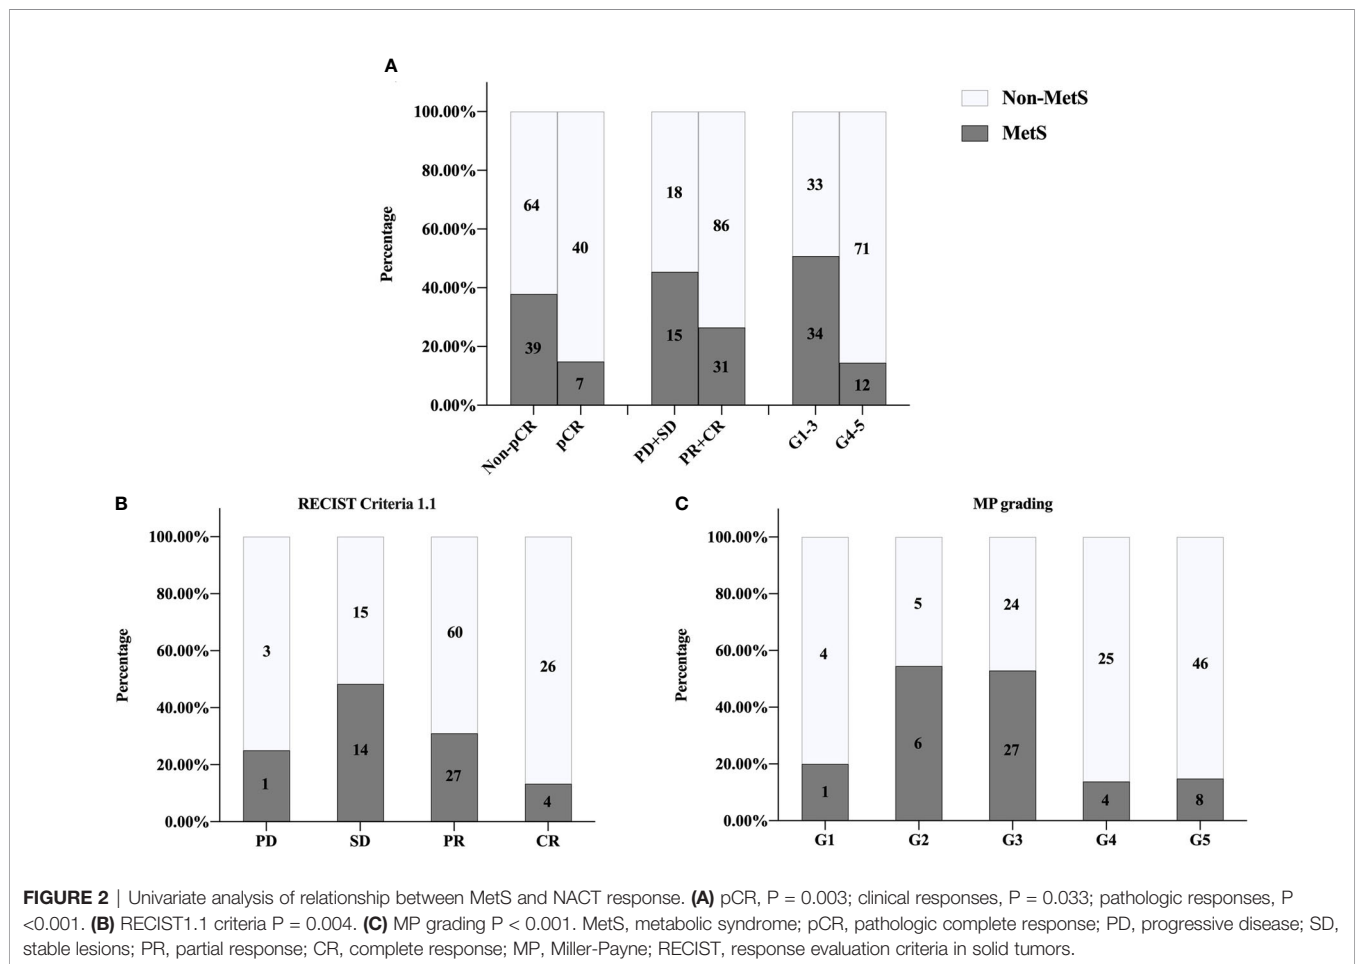 A
Non-MetS
MetS
Percentage
100.00%
80.00%
60.00%
40.00%
20.00%
0.00%
64
40
18
86
33
71
39
7
15
31
34
12
Non-pCR
pCR
PD+SD
PR+CR
G1-3
G4-5
B
RECIST Criteria 1.1
Percentage
100.00%
80.00%
60.00%
40.00%
20.00%
0.00%
3
15
60
26
1
14
27
4
PD
SD
PR
CR
C
MP grading
Percentage
100.00%
80.00%
60.00%
40.00%
20.00%
0.00%
4
5
24
25
46
1
6
27
4
8
G1
G2
G3
G4
G5
FIGURE 2 | Univariate analysis of relationship between MetS and NACT response. (A) pCR, P = 0.003; clinical responses, P = 0.033; pathologic responses, P
<0.001. (B) RECIST1.1 criteria P = 0.004. (C) MP grading P < 0.001. MetS, metabolic syndrome; pCR, pathologic complete response; PD, progressive disease; SD,
stable lesions; PR, partial response; CR, complete response; MP, Miller-Payne; RECIST, response evaluation criteria in solid tumors.